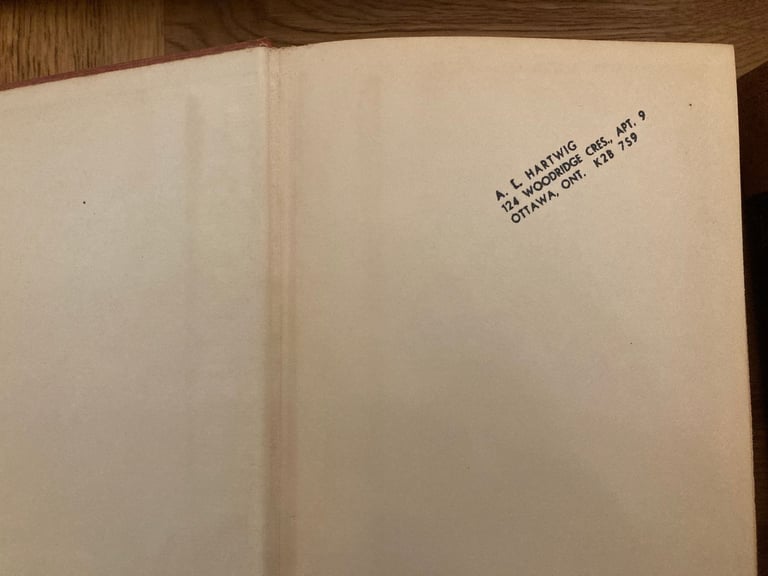 A. E. HARTWIG
124 WOODRIDGE CRES., APT. 9
OTTAWA, ONT. K2B 7S9